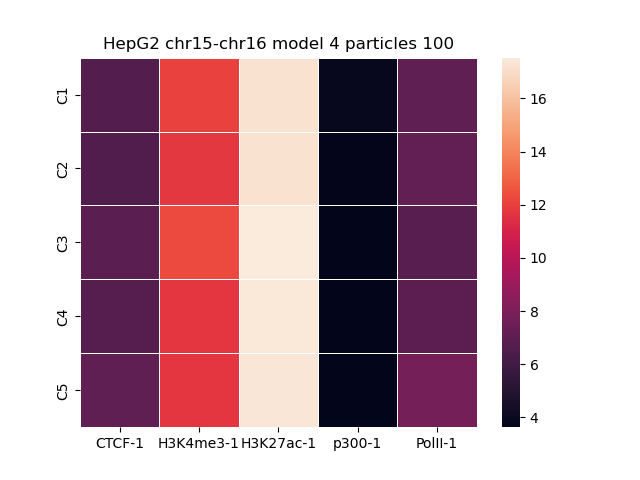 HepG2 chr15-chr16 model 4 particles 100
C1
C2
C3
C4
C5
CTCF-1 H3K4me3-1 H3K27ac-1 p300-1 PolII-1
16
14
12
10
8
6
4